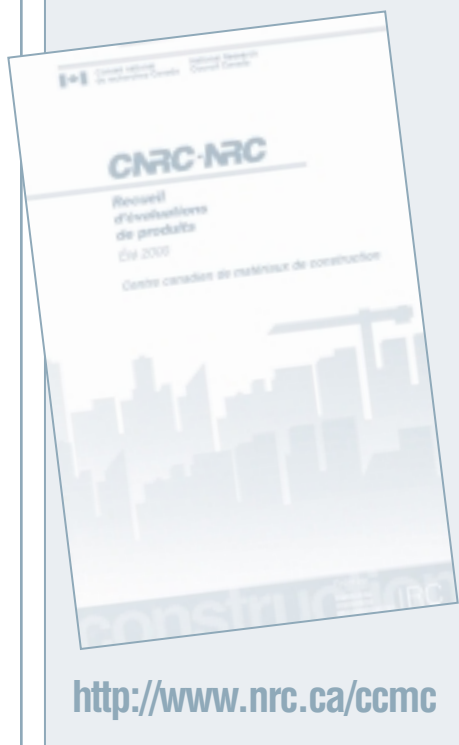 Conseil national
de recherches Canada
National Research
Council Canada
CNRC·NRC
Recueil
d'évaluations
de produits
Été 2005
Centre canadien de matériaux de construction
construction
IRC
http://www.nrc.ca/ccmc